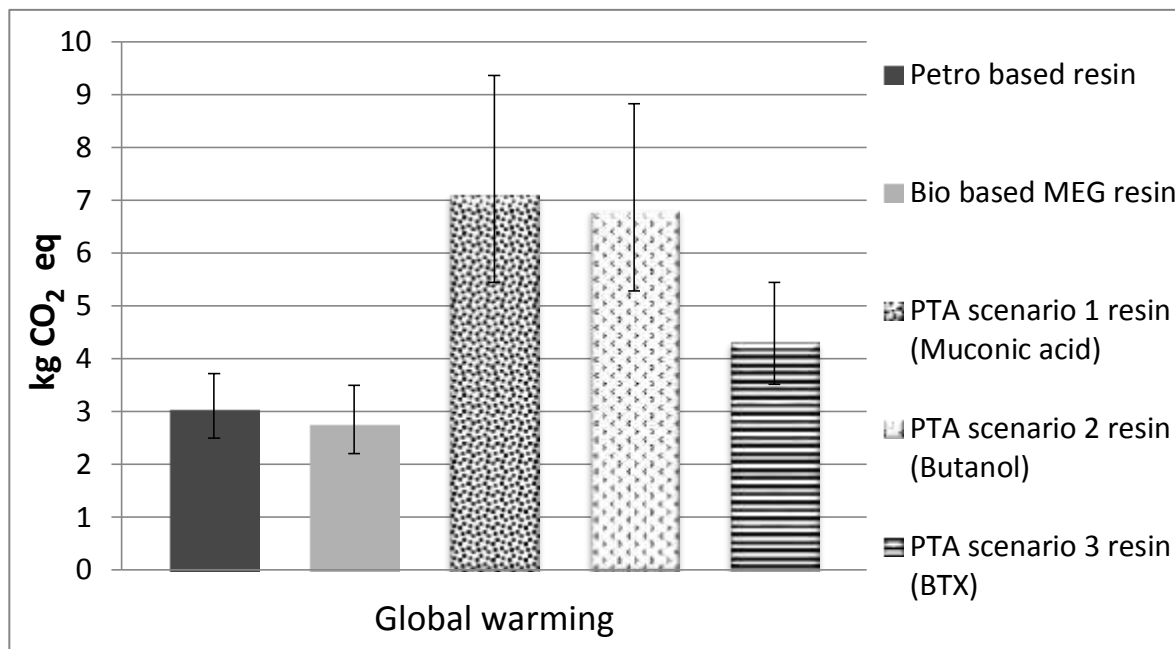 10
9
8
7
6
5
4
3
2
1
0
kg CO₂ eq
Global warming
Petro based resin
Bio based MEG resin
PTA scenario 1 resin
(Muconic acid)
PTA scenario 2 resin
(Butanol)
PTA scenario 3 resin
(BTX)